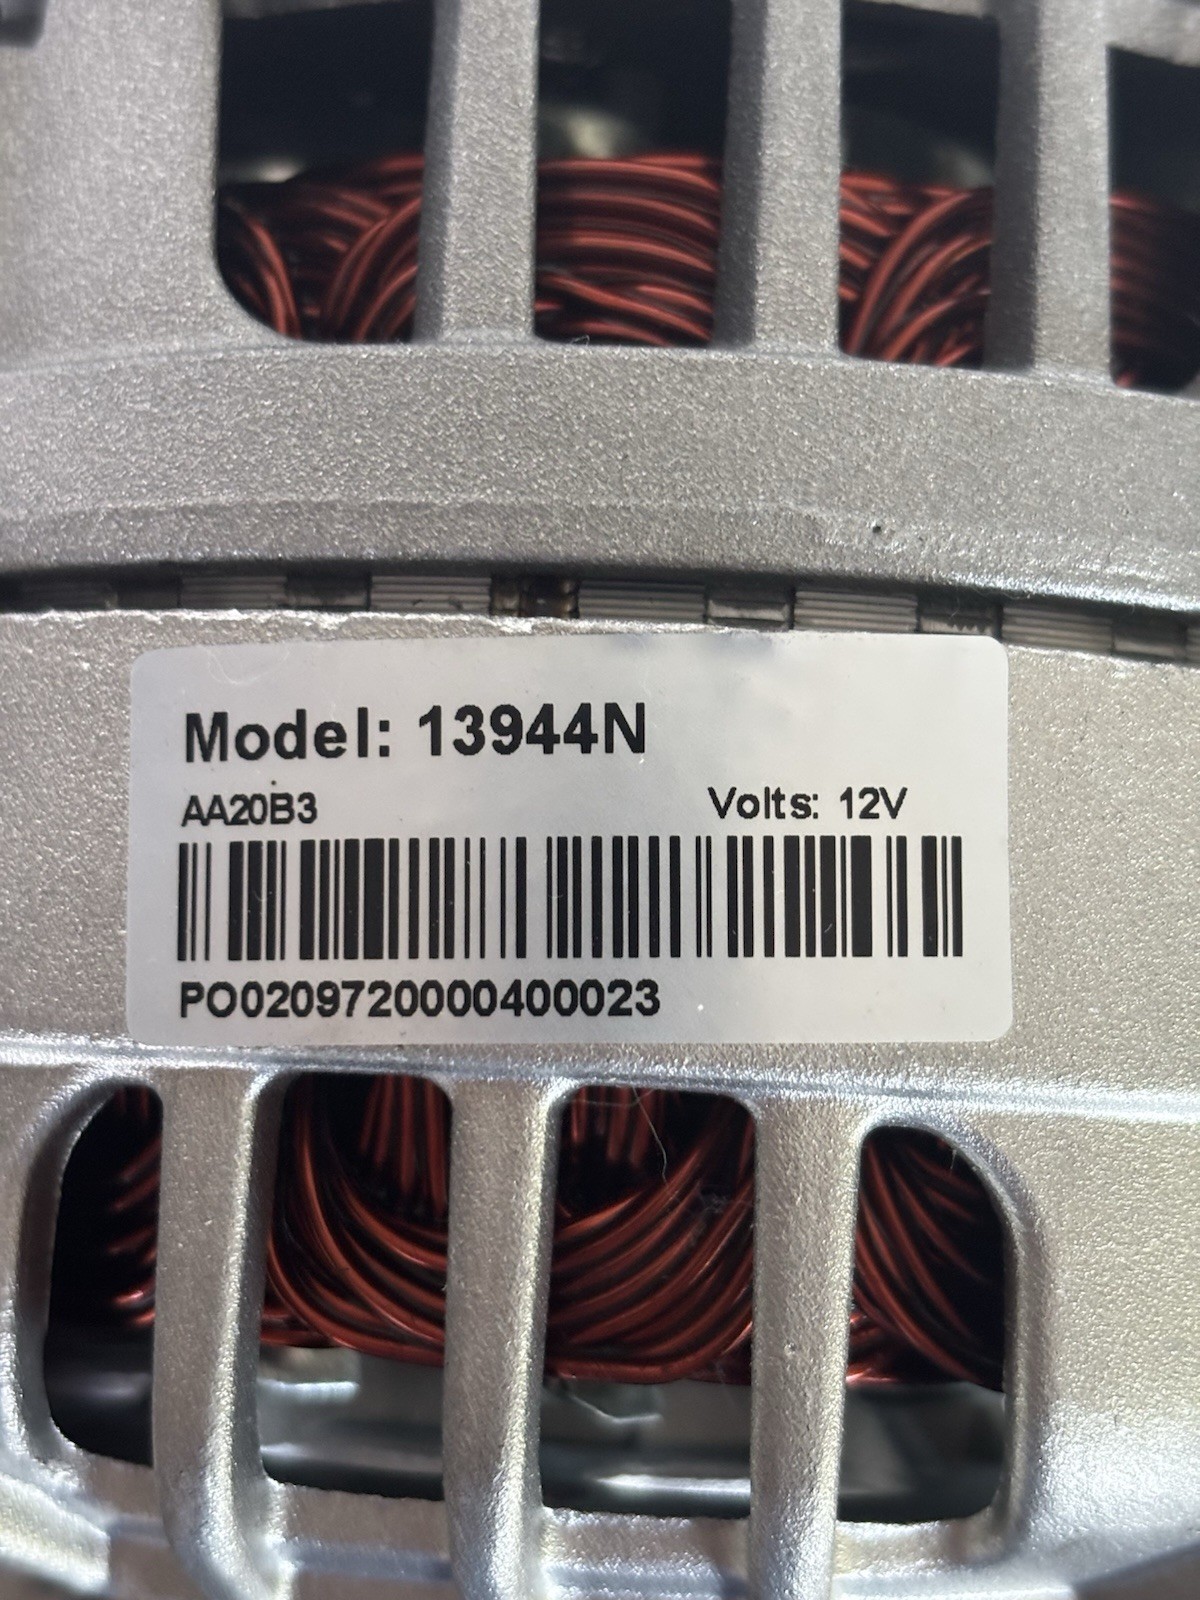 Model: 13944N
AA20B3 Volts: 12V
PO0209720000400023